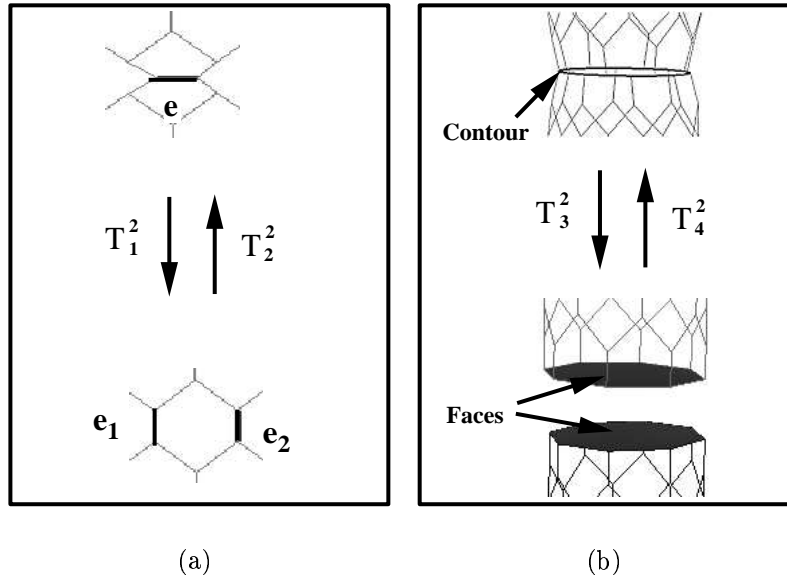 e
T₁² T₂²
e₁ e₂
(a)
Contour
T₃² T₄²
Faces
(b)